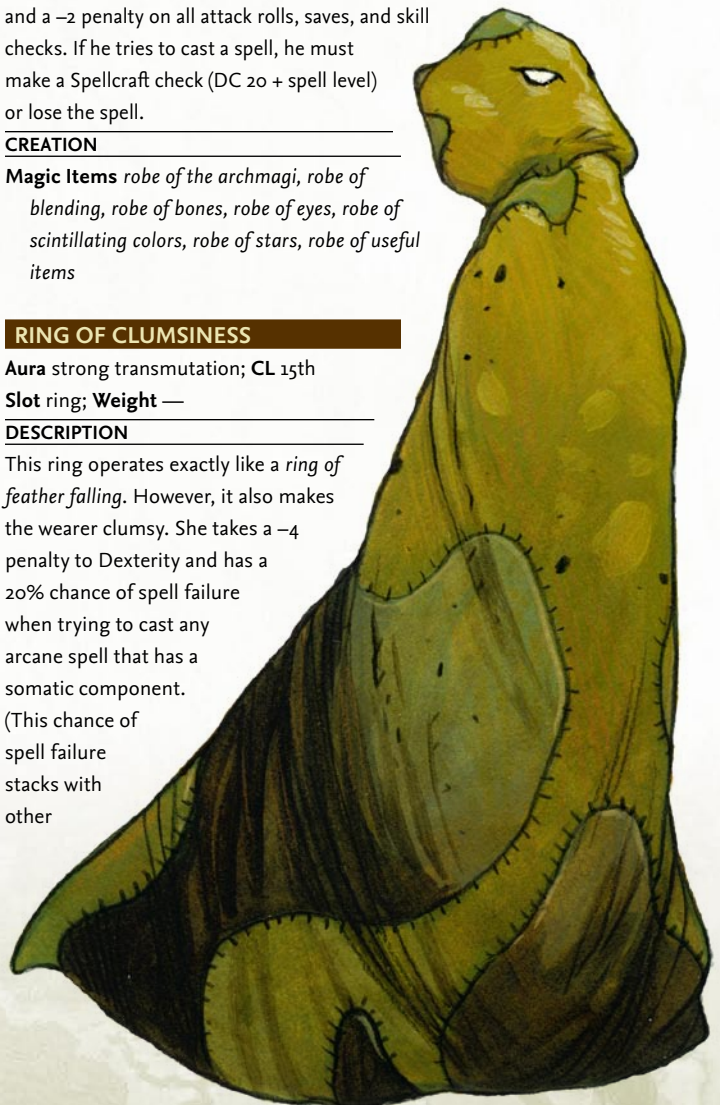 and a –2 penalty on all attack rolls, saves, and skill
checks. If he tries to cast a spell, he must
make a Spellcraft check (DC 20 + spell level)
or lose the spell.
CREATION
Magic Items robe of the archmagi, robe of
blending, robe of bones, robe of eyes, robe of
scintillating colors, robe of stars, robe of useful
items
RING OF CLUMSINESS
Aura strong transmutation; CL 15th
Slot ring; Weight —
DESCRIPTION
This ring operates exactly like a ring of
feather falling. However, it also makes
the wearer clumsy. She takes a –4
penalty to Dexterity and has a
20% chance of spell failure
when trying to cast any
arcane spell that has a
somatic component.
(This chance of
spell failure
stacks with
other